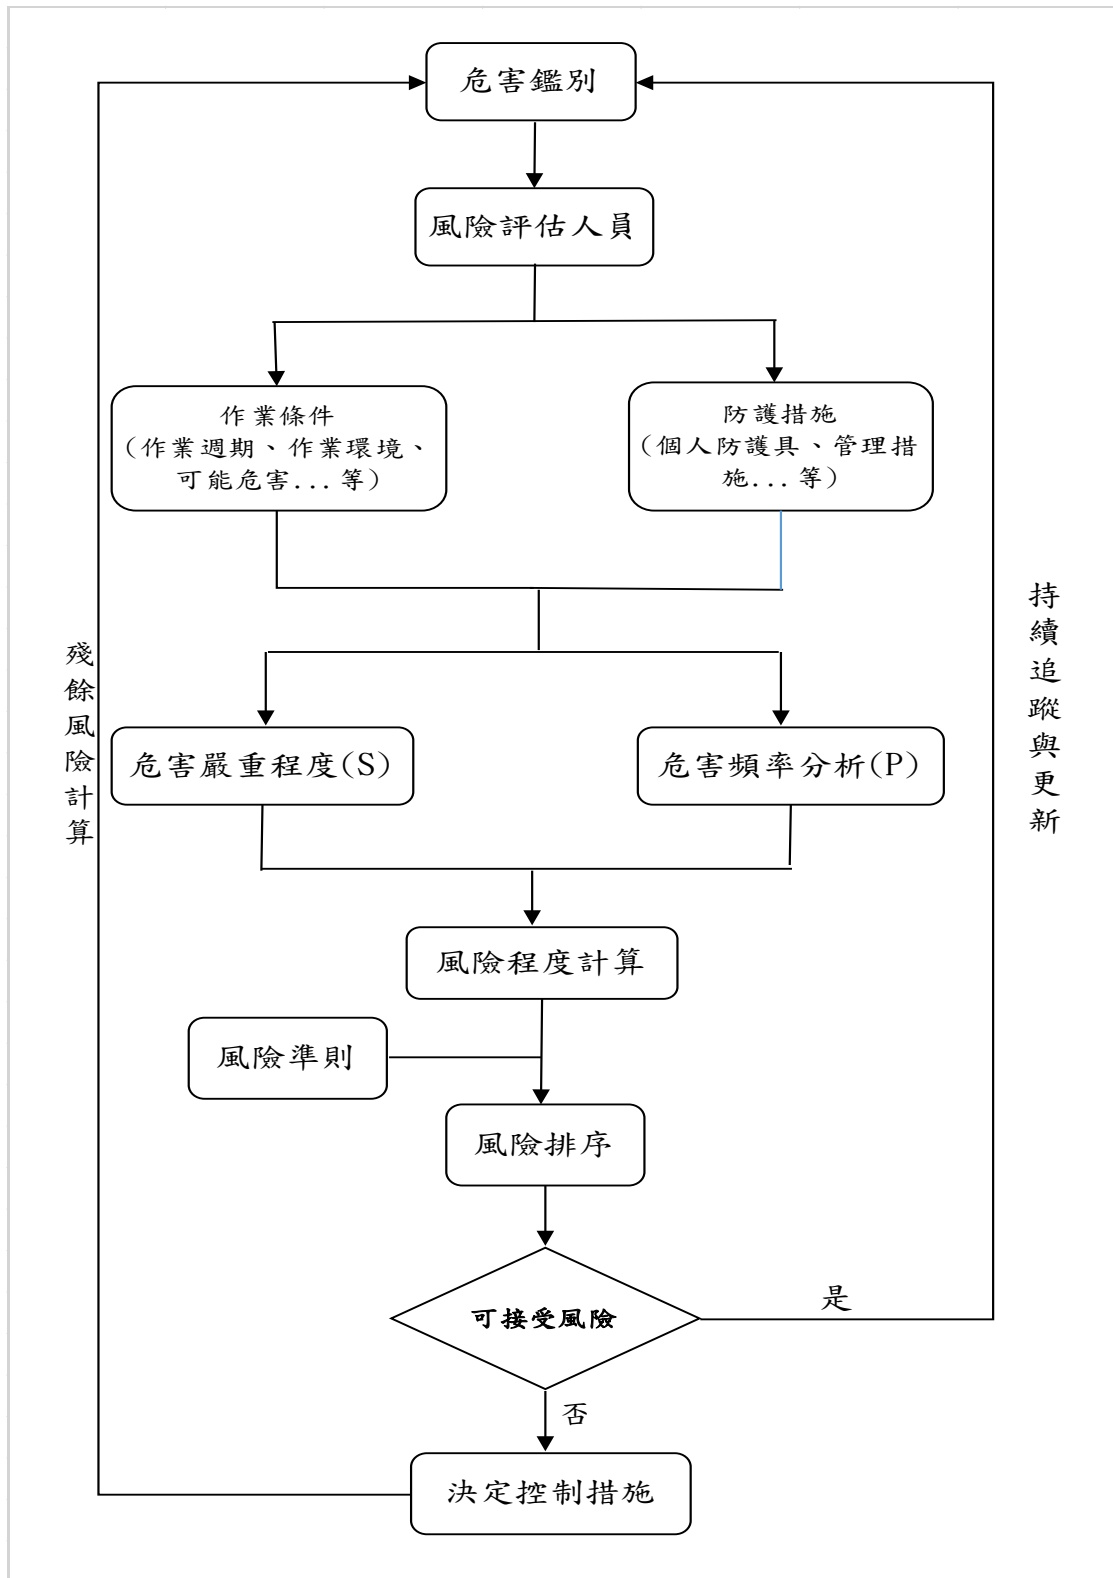 危害鑑別
風險評估人員
作業條件
(作業週期、作業環境、
可能危害...等)
防護措施
(個人防護具、管理措
施...等)
殘餘風險計算
持續追蹤與更新
危害嚴重程度(S)
危害頻率分析(P)
風險程度計算
風險準則
風險排序
可接受風險
是
否
決定控制措施